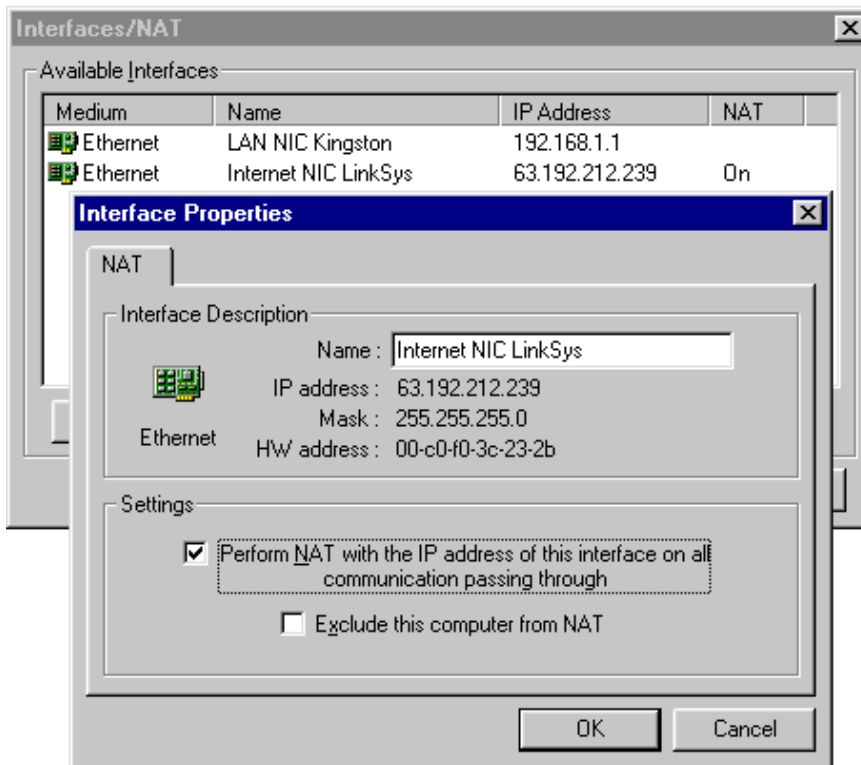 Interfaces/NAT
Available Interfaces
Medium Name IP Address NAT
Ethernet LAN NIC Kingston 192.168.1.1
Ethernet Internet NIC LinkSys 63.192.212.239 On
Interface Properties
NAT
Interface Description
Name : Internet NIC LinkSys
IP address : 63.192.212.239
Mask : 255.255.255.0
Ethernet
HW address : 00-c0-f0-3c-23-2b
Settings
Perform NAT with the IP address of this interface on all
communication passing through
Exclude this computer from NAT
OK Cancel